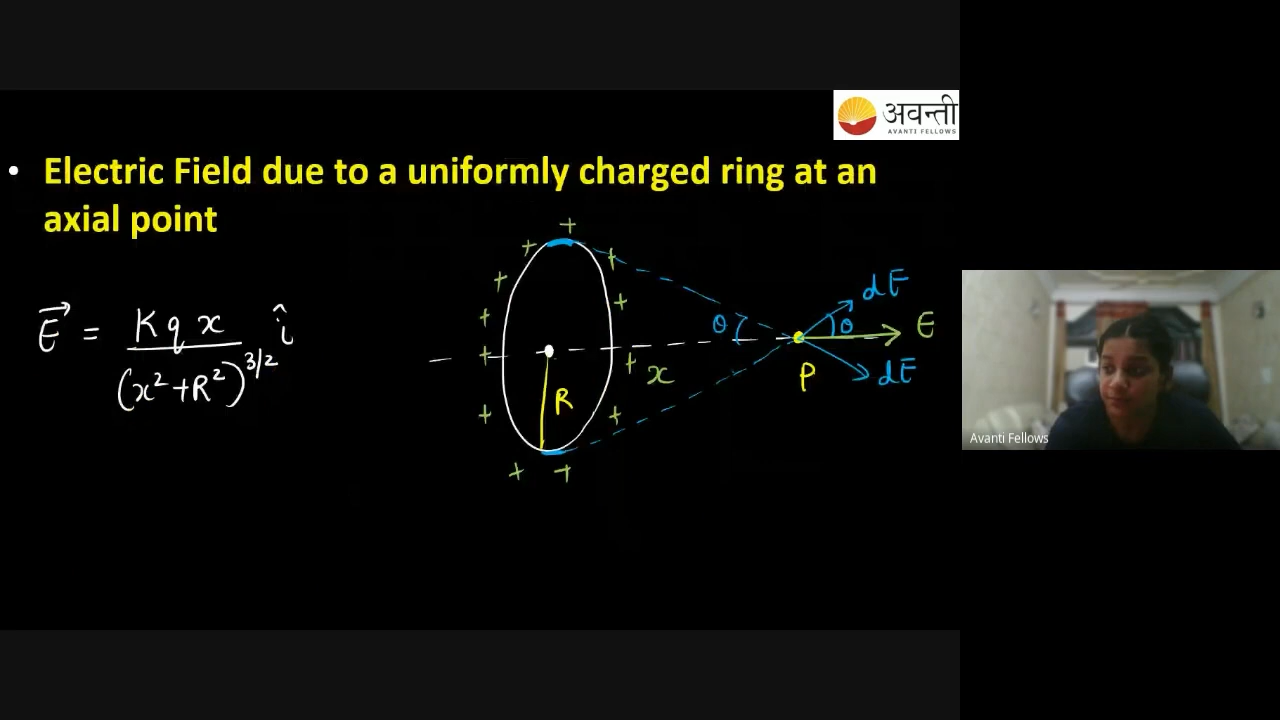 अवन्ती
AVANTI FELLOWS
• Electric Field due to a uniformly charged ring at an
axial point
E⃗ = K q x / (x² + R²)^3/2 î
+ + + + + + + + + + + + +
θ
θ
dE
E
dE
x
P
R
Avanti Fellows